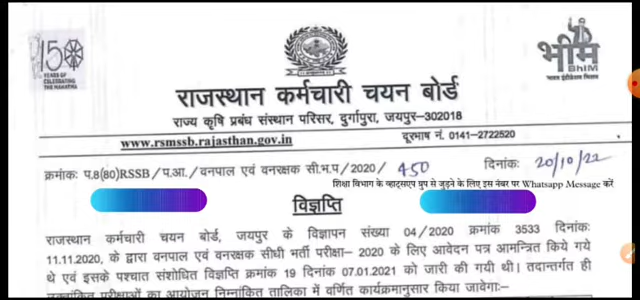 150
YEARS OF
CELEBRATING
THE MAHATMA
भीम
BHIM
राजस्थान कर्मचारी चयन बोर्ड
राज्य कृषि प्रबंध संस्थान परिसर, दुर्गापुरा, जयपुर-302018
www.rsmssb.rajasthan.gov.in दूरभाष नं. 0141-2722520
क्रमांकः प.8(80)RSSB/प.आ./वनपाल एवं वनरक्षक सी.भ.प/2020/ 450 दिनांकः 20/10/22
शिक्षा विभाग के व्हाट्सएप ग्रुप से जुड़ने के लिए इस नंबर पर Whatsapp Message करें
विज्ञप्ति
राजस्थान कर्मचारी चयन बोर्ड, जयपुर के विज्ञापन संख्या 04/2020 क्रमांक 3533 दिनांकः
11.11.2020, के द्वारा वनपाल एवं वनरक्षक सीधी भर्ती परीक्षा- 2020 के लिए आवेदन पत्र आमन्त्रित किये गये
थे एवं इसके पश्चात संशोधित विज्ञप्ति क्रमांक 19 दिनांक 07.01.2021 को जारी की गयी थी। तदान्तर्गत ही
परीक्षाओं का आयोजन निम्नांकित तालिका में वर्णित कार्यक्रमानुसार किया जावेगाः-